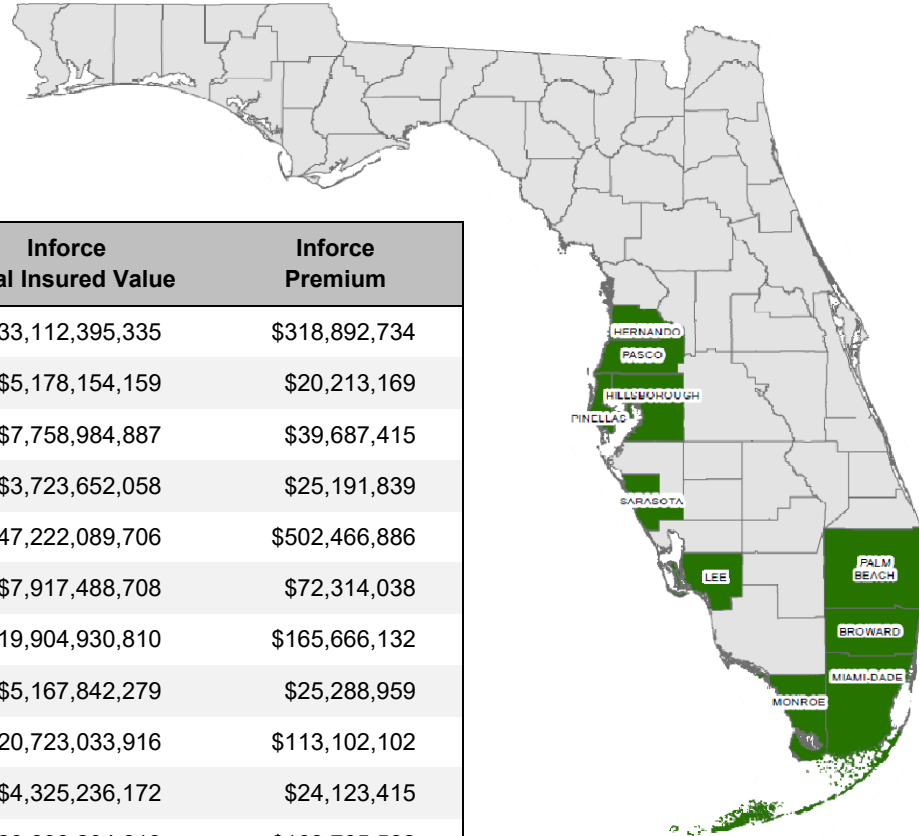 Inforce Inforce
al Insured Value Premium
33,112,395,335 $318,892,734
$5,178,154,159 $20,213,169
$7,758,984,887 $39,687,415
$3,723,652,058 $25,191,839
47,222,089,706 $502,466,886
$7,917,488,708 $72,314,038
19,904,930,810 $165,666,132
$5,167,842,279 $25,288,959
20,723,033,916 $113,102,102
$4,325,236,172 $24,123,415
HERNANDO
PASCO
HILLSBOROUGH
PINELLAS
SARASOTA
LEE
PALM
BEACH
BROWARD
MIAMI-DADE
MONROE